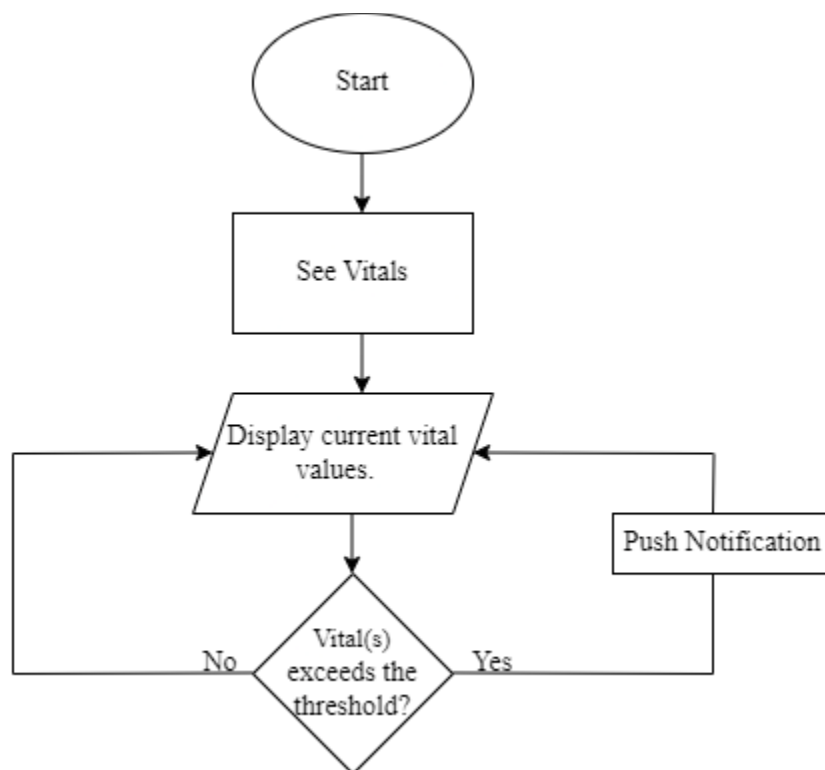 Start
See Vitals
Display current vital
values.
Push Notification
Vital(s)
exceeds the
threshold?
No
Yes